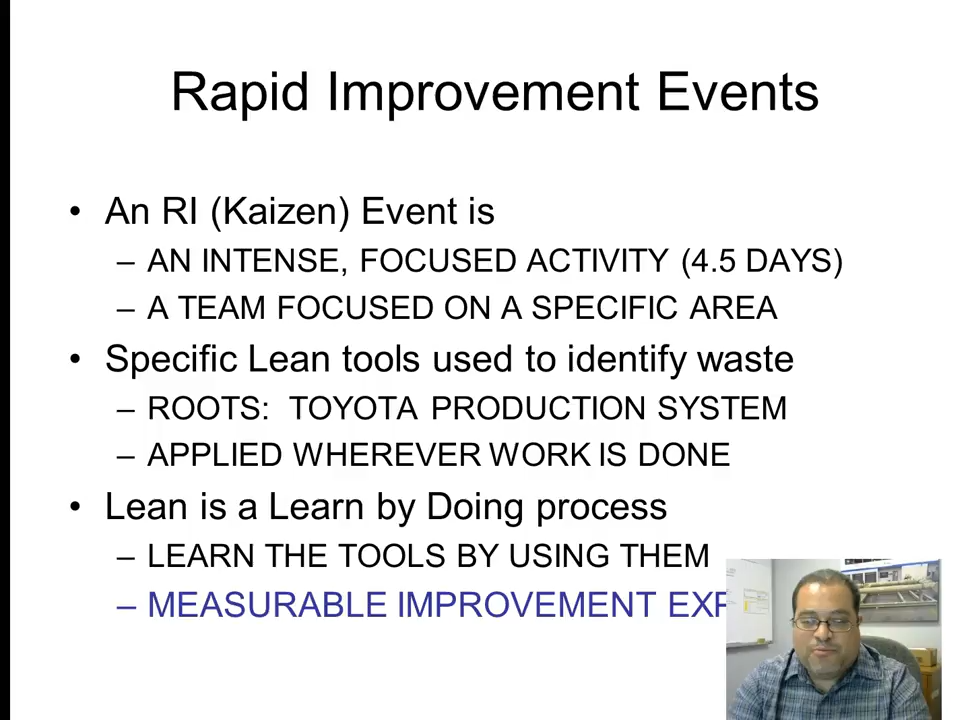 Rapid Improvement Events
• An RI (Kaizen) Event is
– AN INTENSE, FOCUSED ACTIVITY (4.5 DAYS)
– A TEAM FOCUSED ON A SPECIFIC AREA
• Specific Lean tools used to identify waste
– ROOTS: TOYOTA PRODUCTION SYSTEM
– APPLIED WHEREVER WORK IS DONE
• Lean is a Learn by Doing process
– LEARN THE TOOLS BY USING THEM
– MEASURABLE IMPROVEMENT